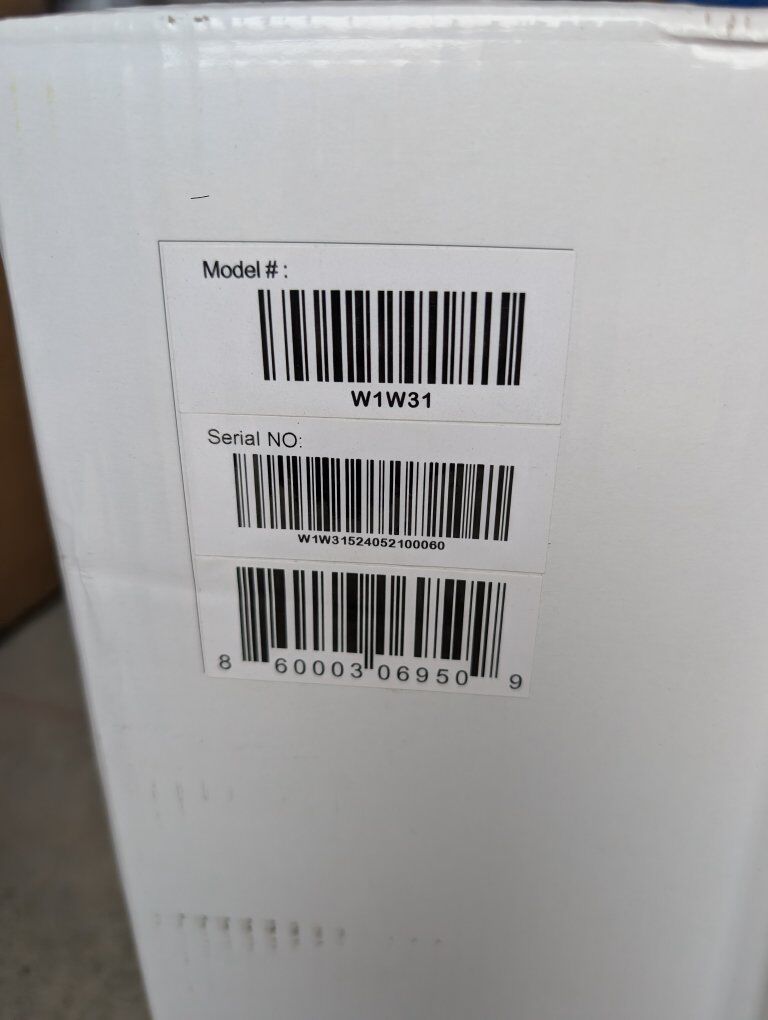 Model # :
W1W31
Serial NO:
W1W31524052100060
8 60003 06950 9